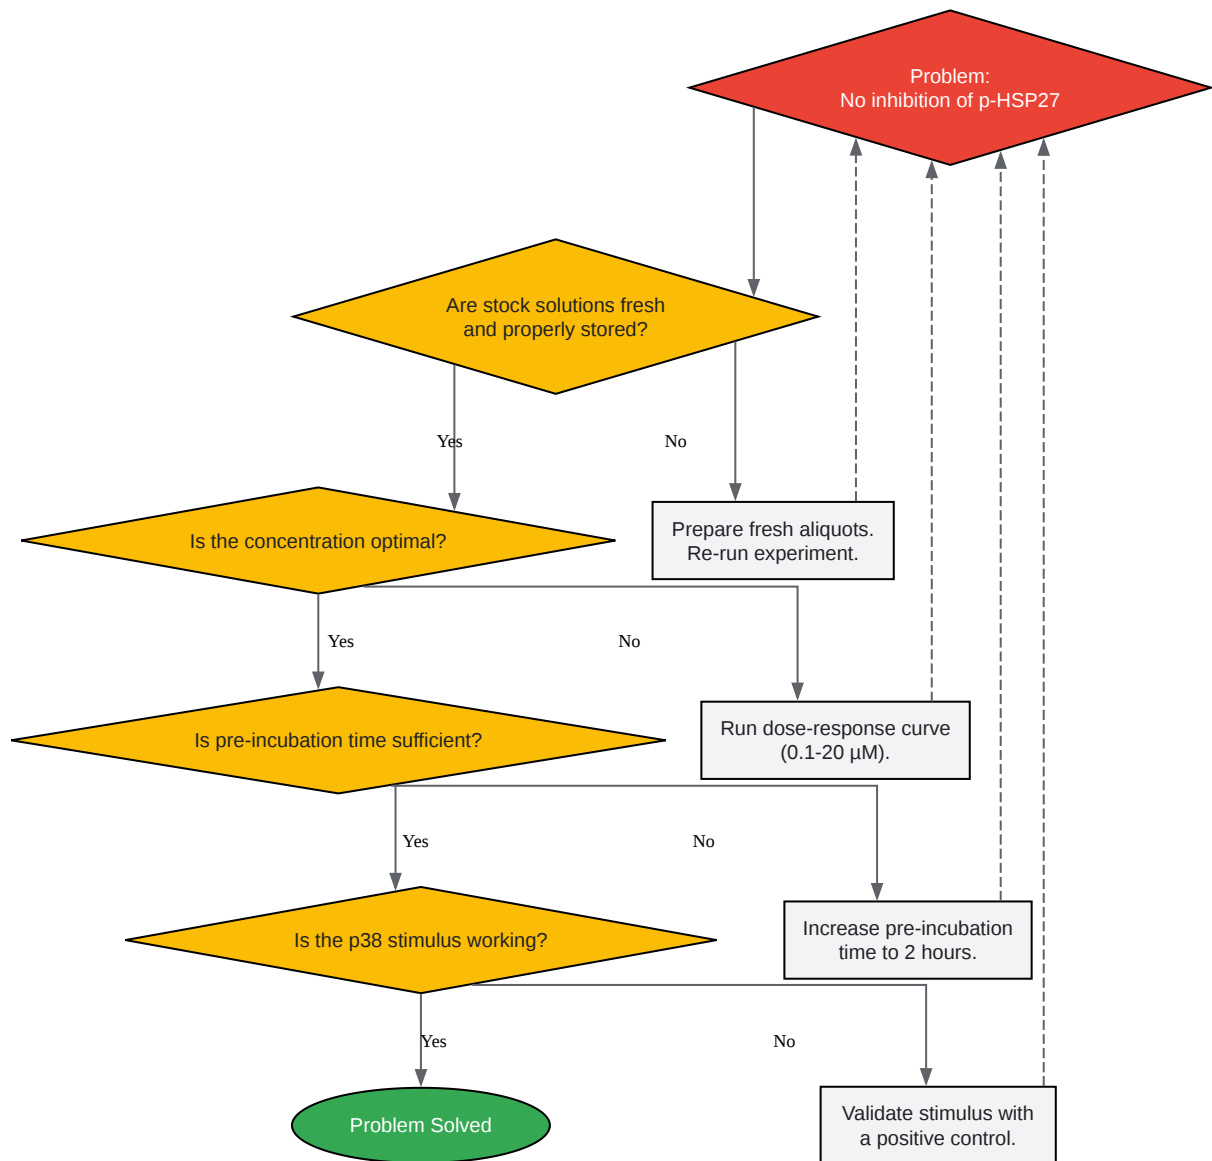 Problem:
No inhibition of p-HSP27
Are stock solutions fresh
and properly stored?
Yes
No
Is the concentration optimal?
Prepare fresh aliquots.
Re-run experiment.
Yes
No
Is pre-incubation time sufficient?
Run dose-response curve
(0.1-20 µM).
Yes
No
Is the p38 stimulus working?
Increase pre-incubation
time to 2 hours.
Yes
No
Problem Solved
Validate stimulus with
a positive control.